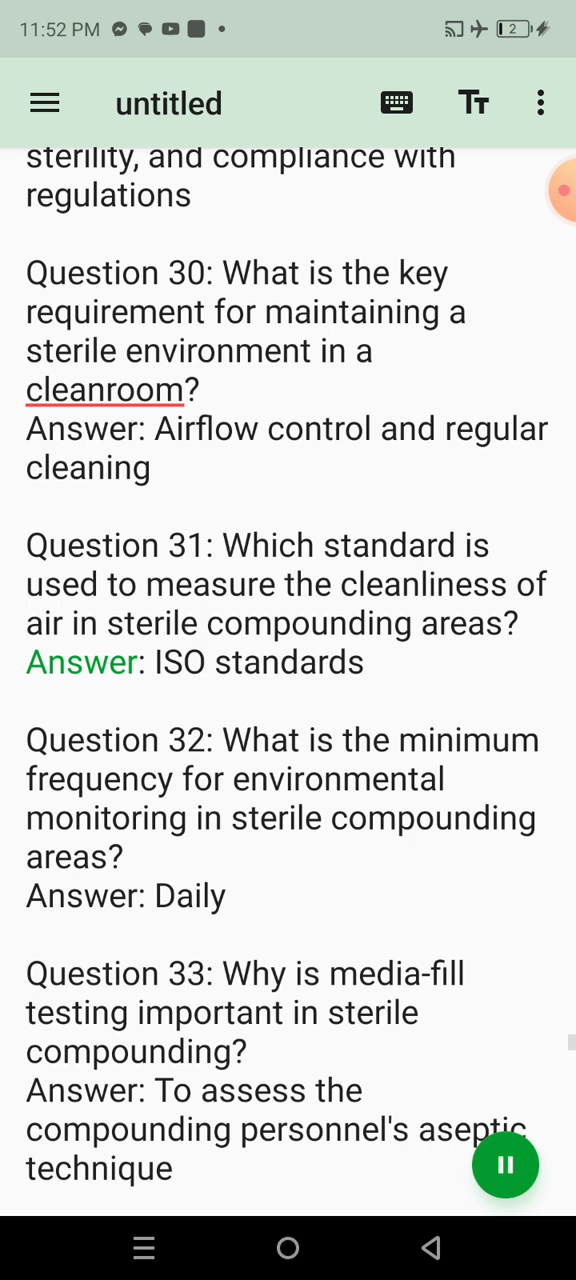 11:52 PM
2
untitled
sterility, and compliance with
regulations
Question 30: What is the key
requirement for maintaining a
sterile environment in a
cleanroom?
Answer: Airflow control and regular
cleaning
Question 31: Which standard is
used to measure the cleanliness of
air in sterile compounding areas?
Answer: ISO standards
Question 32: What is the minimum
frequency for environmental
monitoring in sterile compounding
areas?
Answer: Daily
Question 33: Why is media-fill
testing important in sterile
compounding?
Answer: To assess the
compounding personnel's aseptic
technique